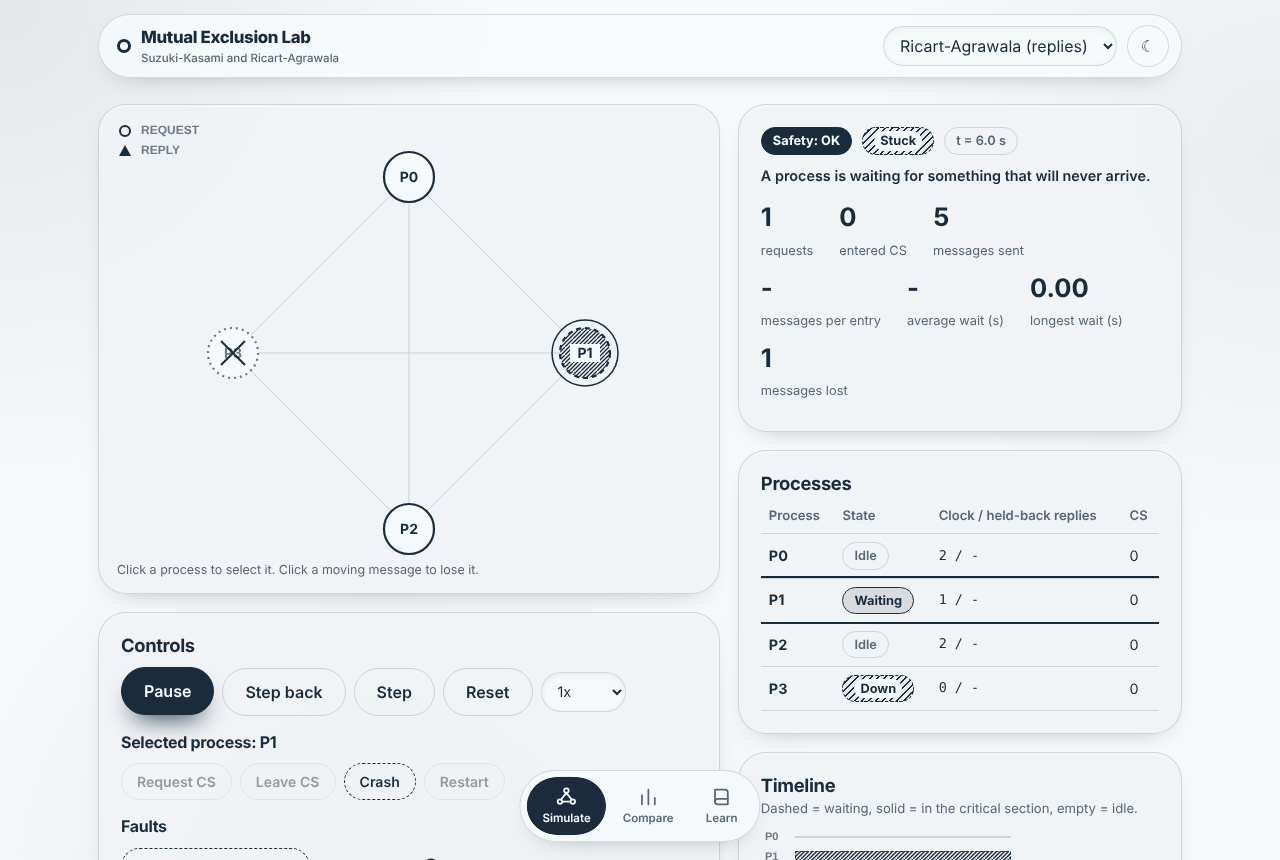 Mutual Exclusion Lab
Suzuki-Kasami and Ricart-Agrawala
Ricart-Agrawala (replies)
REQUEST
REPLY
P0
P3
P1
P2
Click a process to select it. Click a moving message to lose it.
Safety: OK
Stuck
t = 6.0 s
A process is waiting for something that will never arrive.
1 0 5
requests entered CS messages sent
- - 0.00
messages per entry average wait (s) longest wait (s)
1
messages lost
Processes
Process State Clock / held-back replies CS
P0 Idle 2 / - 0
P1 Waiting 1 / - 0
P2 Idle 2 / - 0
P3 Down 0 / - 0
Controls
Pause Step back Step Reset 1x
Selected process: P1
Request CS Leave CS Crash Restart
Faults
Simulate Compare Learn
Timeline
Dashed = waiting, solid = in the critical section, empty = idle.
P0
P1